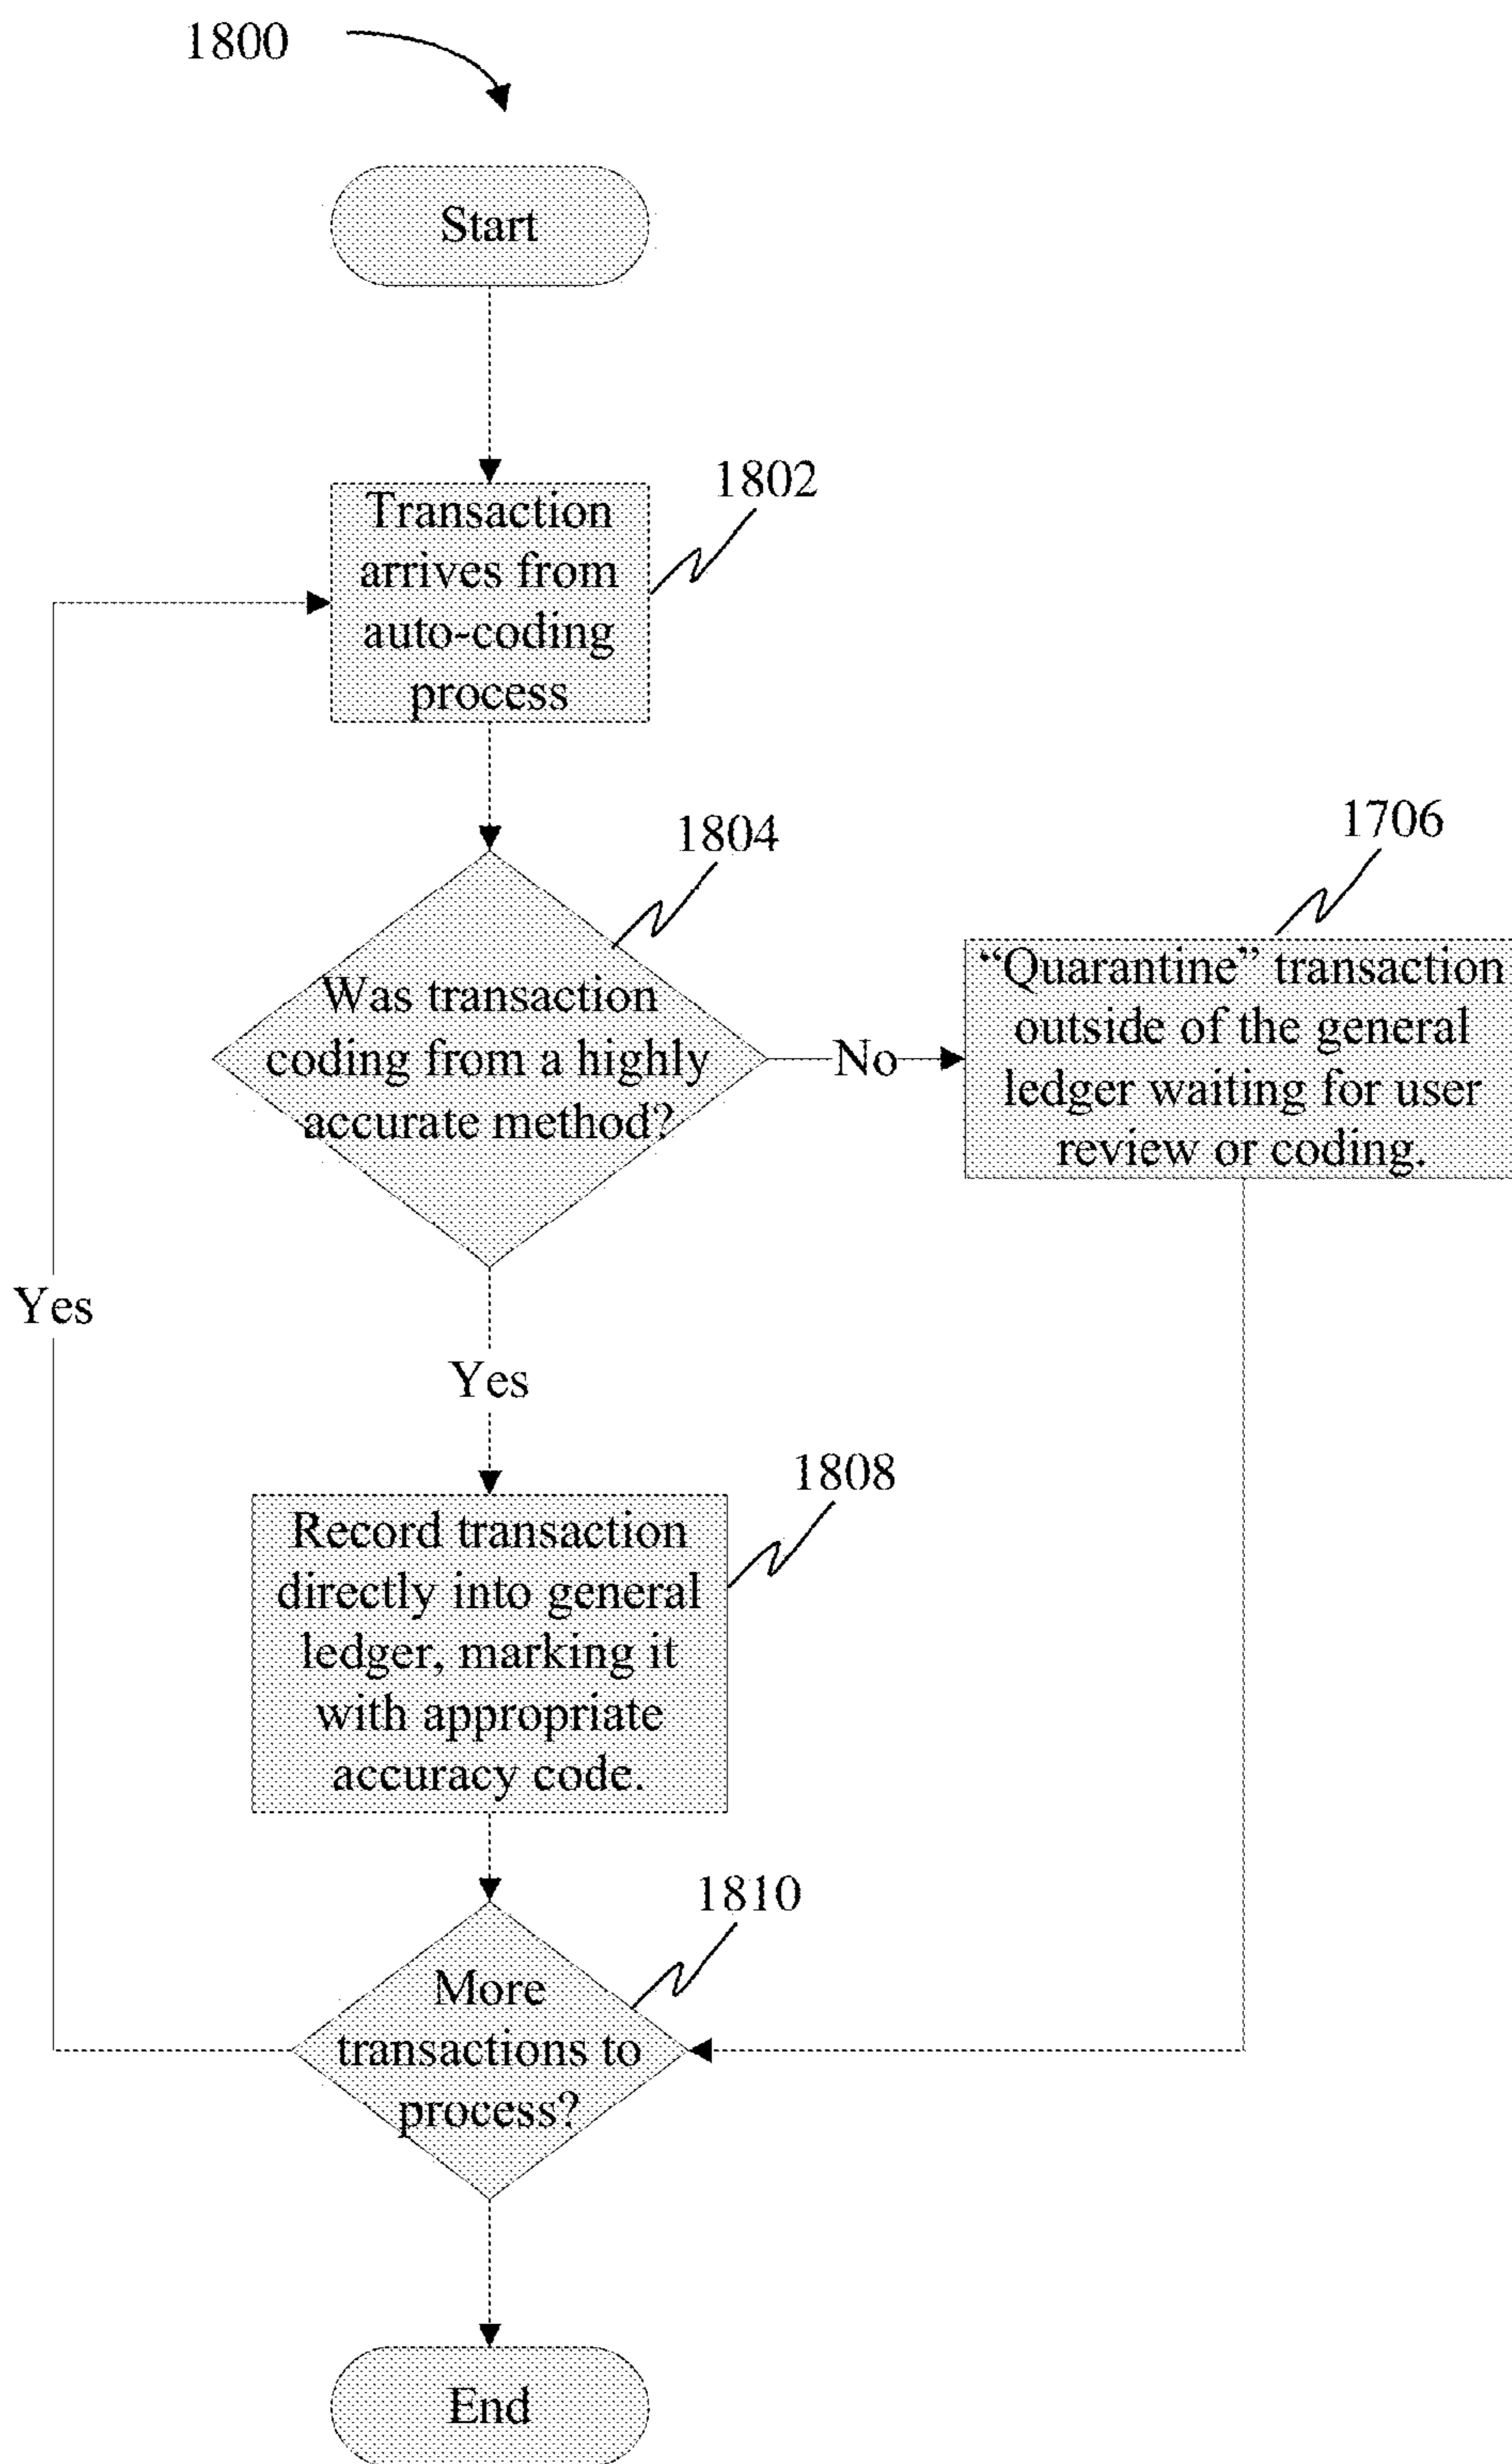 1800
Start
1802
Transaction
arrives from
auto-coding
process
1804
Was transaction
coding from a highly
accurate method?
No
1706
“Quarantine” transaction
outside of the general
ledger waiting for user
review or coding.
Yes
Yes
1808
Record transaction
directly into general
ledger, marking it
with appropriate
accuracy code.
1810
More
transactions to
process?
End